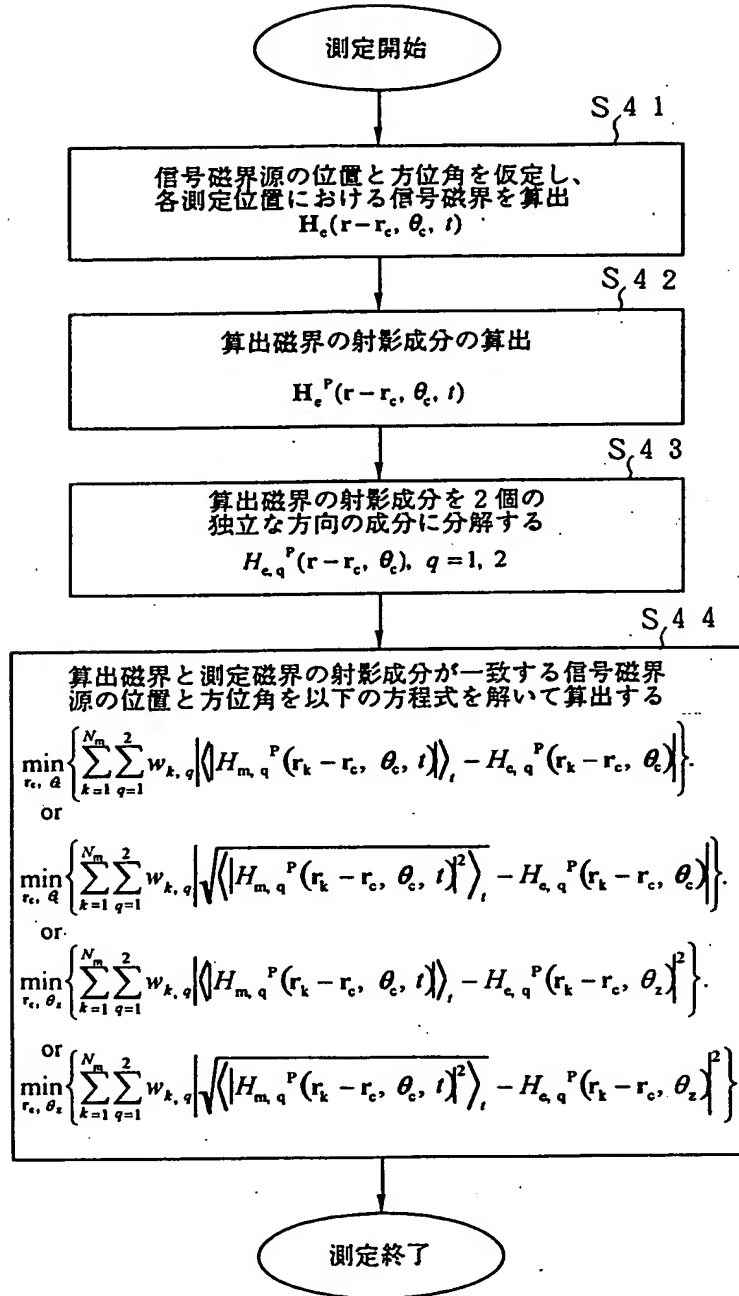 測定開始
S41
信号磁界源の位置と方位角を仮定し、
各測定位置における信号磁界を算出
H_e(r−r_c, θ_c, t)
S42
算出磁界の射影成分の算出
H_e^P(r−r_c, θ_c, t)
S43
算出磁界の射影成分を2個の
独立な方向の成分に分解する
H_{e,q}^P(r−r_c, θ_c), q=1, 2
S44
算出磁界と測定磁界の射影成分が一致する信号磁界
源の位置と方位角を以下の方程式を解いて算出する
min_{r_c, θ_c} { Σ_{k=1}^{N_m} Σ_{q=1}^{2} w_{k,q} | ⟨|H_{m,q}^P(r_k−r_c, θ_c, t)|⟩_t − H_{e,q}^P(r_k−r_c, θ_c) | }.
or
min_{r_c, θ_c} { Σ_{k=1}^{N_m} Σ_{q=1}^{2} w_{k,q} | √⟨|H_{m,q}^P(r_k−r_c, θ_c, t)|^2⟩_t − H_{e,q}^P(r_k−r_c, θ_c) | }.
or
min_{r_c, θ_z} { Σ_{k=1}^{N_m} Σ_{q=1}^{2} w_{k,q} | ⟨|H_{m,q}^P(r_k−r_c, θ_c, t)|⟩_t − H_{e,q}^P(r_k−r_c, θ_z) |^2 }.
or
min_{r_c, θ_z} { Σ_{k=1}^{N_m} Σ_{q=1}^{2} w_{k,q} | √⟨|H_{m,q}^P(r_k−r_c, θ_c, t)|^2⟩_t − H_{e,q}^P(r_k−r_c, θ_z) |^2 }
測定終了